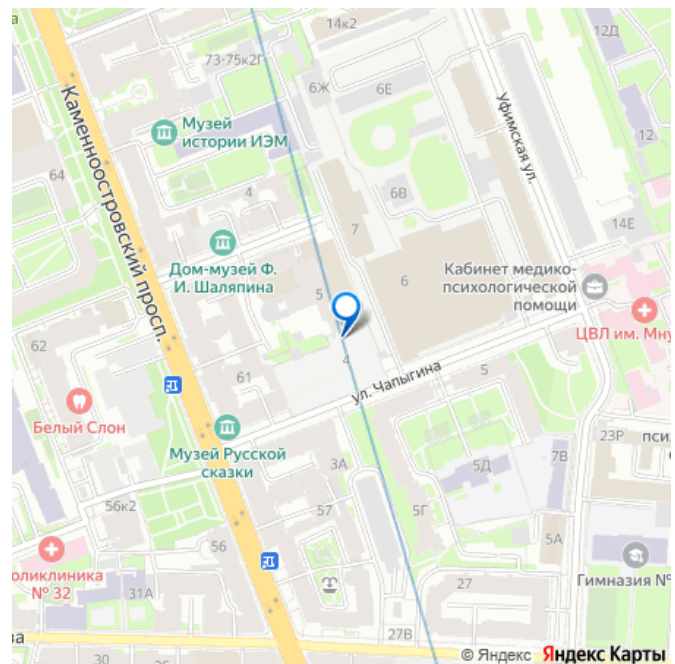 14к2
12Д
73-75к2Г
6Ж
6Е
Каменноостровский просп.
Уфимская ул.
Музей
истории ИЭМ
12
64
4
6В
7
14Е
Дом-музей Ф.
И. Шаляпина
5
6
Кабинет медико-
психологической
помощи
ЦВЛ им. Мну
62
4
61
ул. Чапыгина
5
Белый Слон
Музей Русской
сказки
23Р
пси
3А
5Д
7В
56к2
57
5Г
5А
56
оликлиника
№ 32
Гимназия №
31А
27
27В
ва
30
26
© Яндекс Яндекс Карты